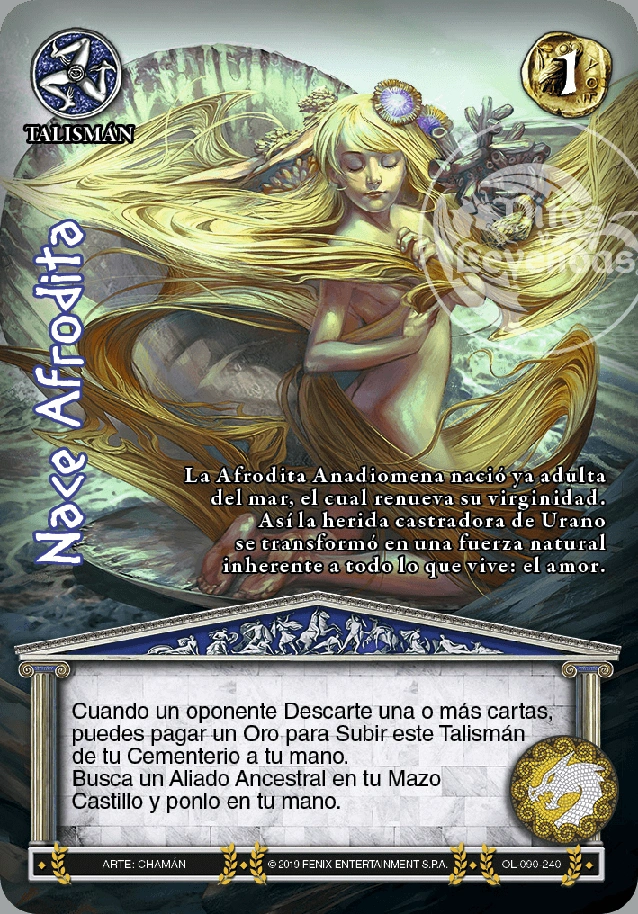 TALISMÁN
1
Mitos
y
Leyendas
Nace Afrodita
La Afrodita Anadiomena nació ya adulta
del mar, el cual renueva su virginidad.
Así la herida castradora de Urano
se transformó en una fuerza natural
inherente a todo lo que vive: el amor.
Cuando un oponente Descarte una o más cartas,
puedes pagar un Oro para Subir este Talismán
de tu Cementerio a tu mano.
Busca un Aliado Ancestral en tu Mazo
Castillo y ponlo en tu mano.
ARTE: CHAMÁN
© 2019 FENIX ENTERTAINMENT S.P.A.
OL-090-240